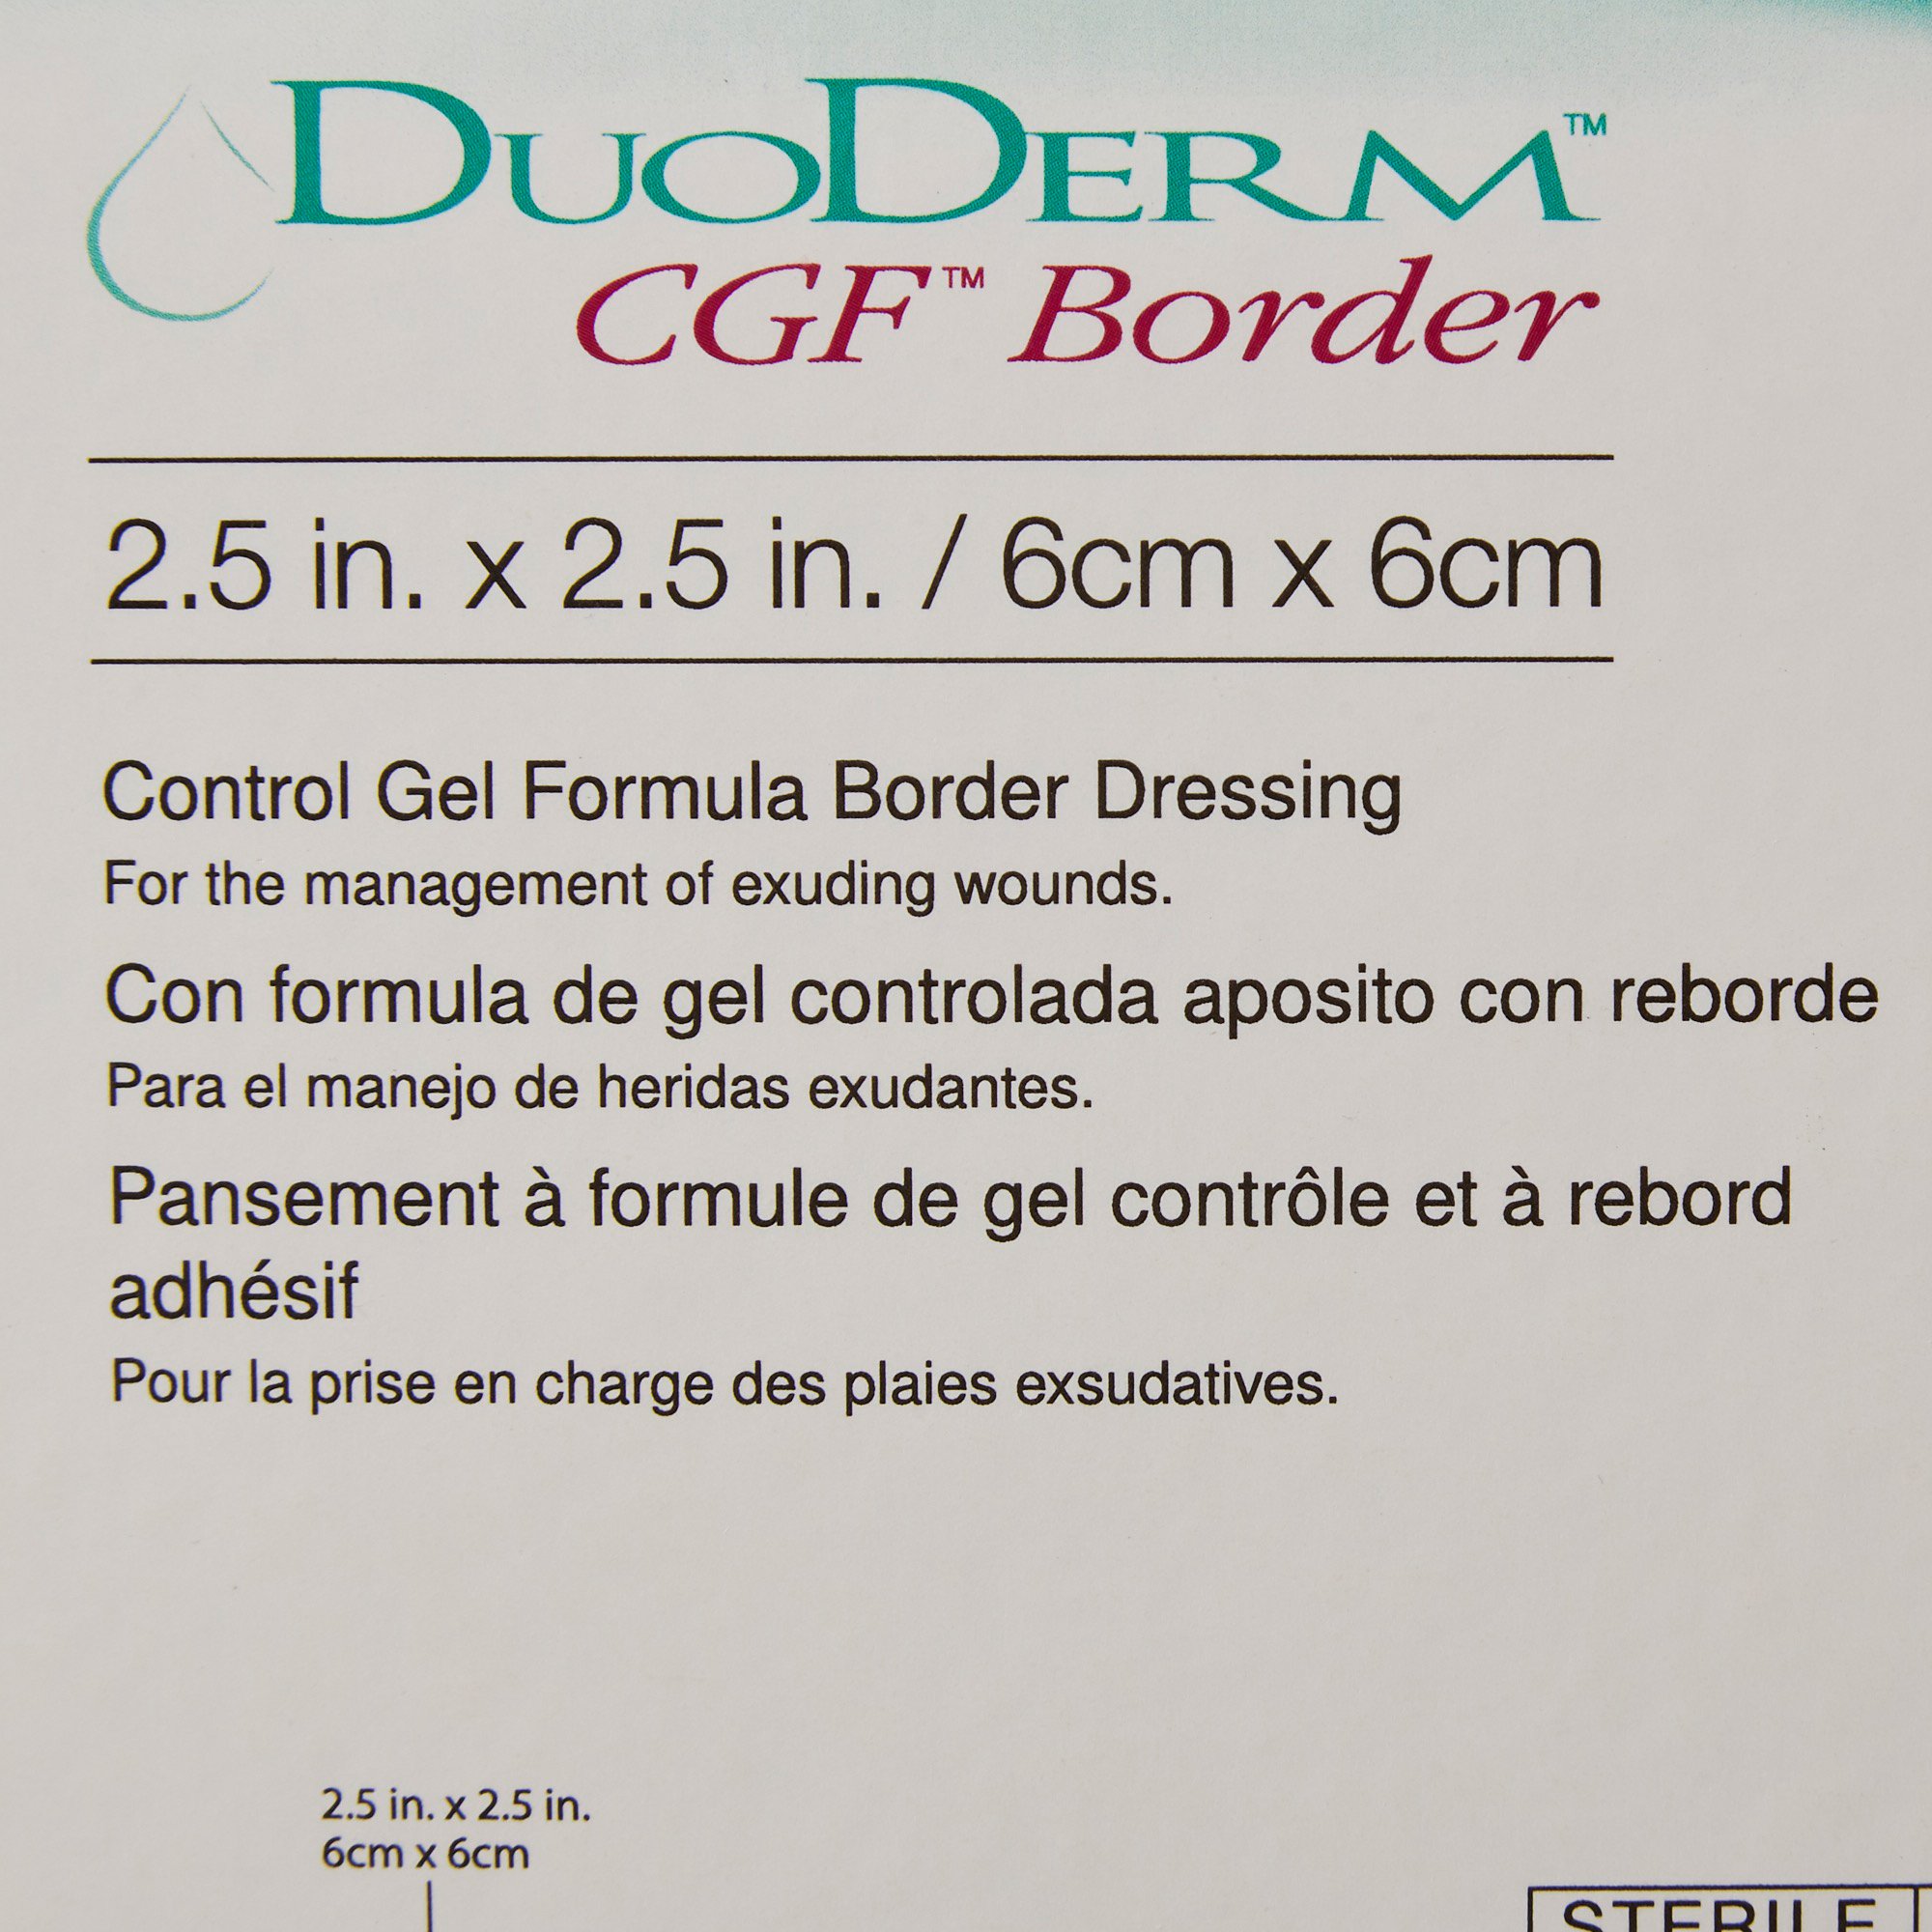 DUODERM™
CGF™ Border
2.5 in. x 2.5 in. / 6cm x 6cm
Control Gel Formula Border Dressing
For the management of exuding wounds.
Con formula de gel controlada aposito con reborde
Para el manejo de heridas exudantes.
Pansement à formule de gel contrôle et à rebord
adhésif
Pour la prise en charge des plaies exsudatives.
2.5 in. x 2.5 in.
6cm x 6cm
STERILE